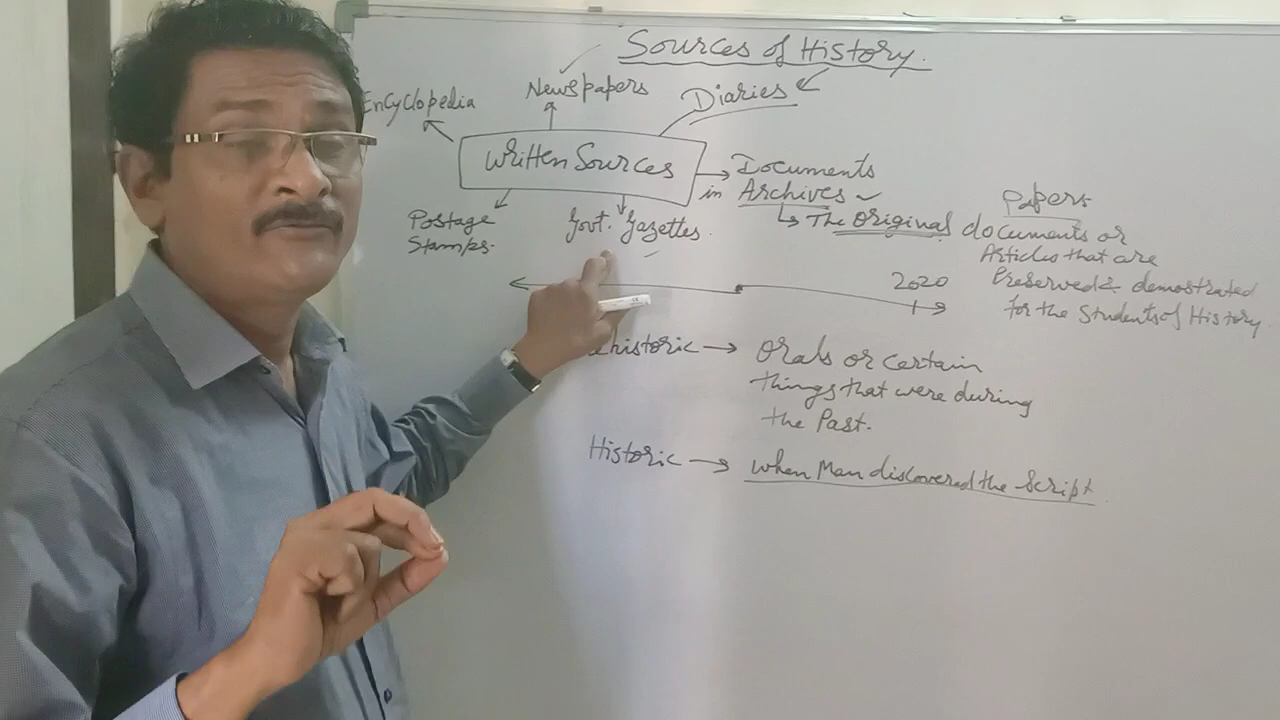 Sources of History.
Newspapers
Encyclopedia
Diaries
Written Sources
Documents
in Archives
Papers
Postage
Stamps.
Govt. Gazettes.
The original documents or
Articles that are
Preserved & demostrated
for the Students of History
2020
historic → Orals or certain
things that were during
the Past.
Historic → when Man discovered the Script